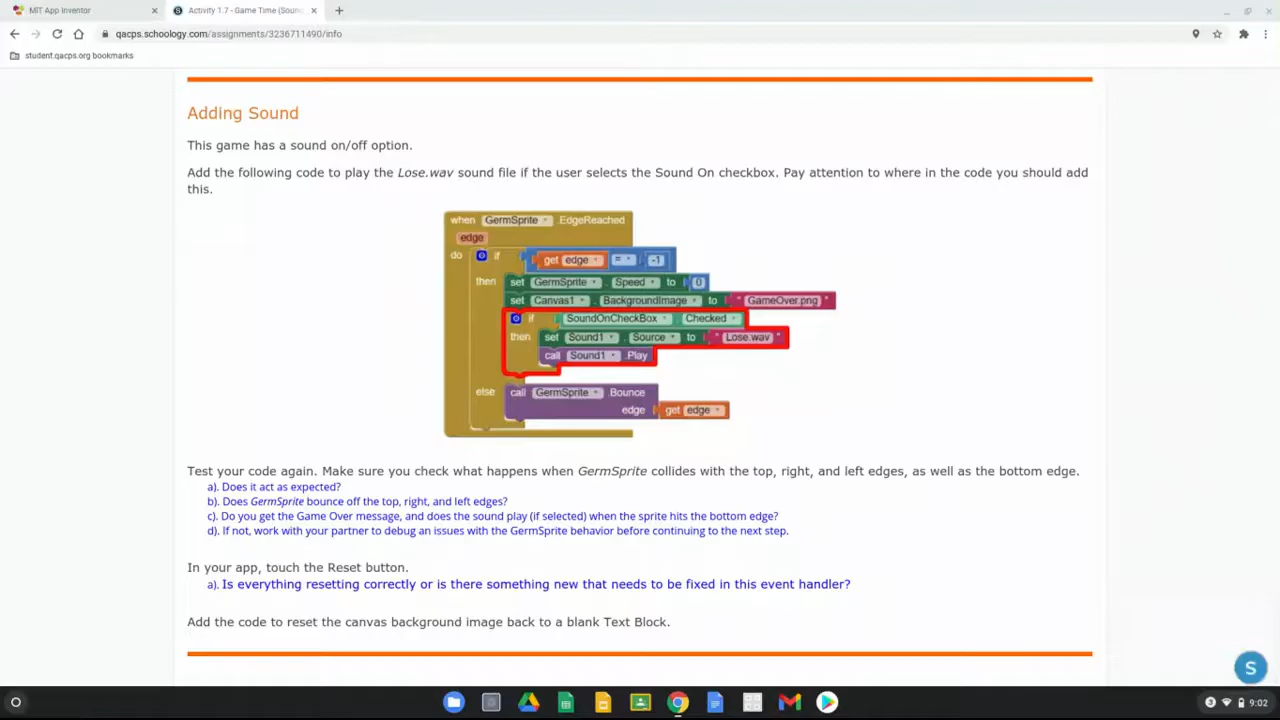 MIT App Inventor
Activity 1.7 - Game Time (Soun
qacps.schoology.com/assignments/3236711490/info
student.qacps.org bookmarks
Adding Sound
This game has a sound on/off option.
Add the following code to play the Lose.wav sound file if the user selects the Sound On checkbox. Pay attention to where in the code you should add
this.
when GermSprite .EdgeReached
edge
do if get edge = -1
then set GermSprite . Speed to 0
set Canvas1 . BackgroundImage to " GameOver.png "
if SoundOnCheckBox . Checked
then set Sound1 . Source to " Lose.wav "
call Sound1 .Play
else call GermSprite .Bounce
edge get edge
Test your code again. Make sure you check what happens when GermSprite collides with the top, right, and left edges, as well as the bottom edge.
a). Does it act as expected?
b). Does GermSprite bounce off the top, right, and left edges?
c). Do you get the Game Over message, and does the sound play (if selected) when the sprite hits the bottom edge?
d). If not, work with your partner to debug an issues with the GermSprite behavior before continuing to the next step.
In your app, touch the Reset button.
a). Is everything resetting correctly or is there something new that needs to be fixed in this event handler?
Add the code to reset the canvas background image back to a blank Text Block.
S
S
3 9:02